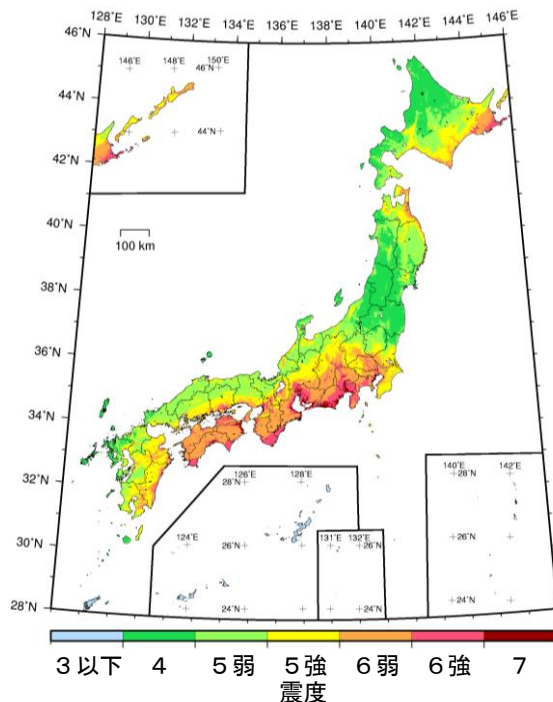 128˚E 130˚E 132˚E 134˚E 136˚E 138˚E 140˚E 142˚E 144˚E 146˚E
46˚N
146˚E 148˚E 150˚E
46˚N
44˚N
44˚N
42˚N
40˚N
100 km
38˚N
36˚N
34˚N
32˚N
126˚E 128˚E
28˚N
140˚E 142˚E
28˚N
30˚N
124˚E
26˚N
131˚E 132˚E
26˚N
26˚N
28˚N
24˚N
24˚N
24˚N
3以下 4 5弱 5強 6弱 6強 7
震度